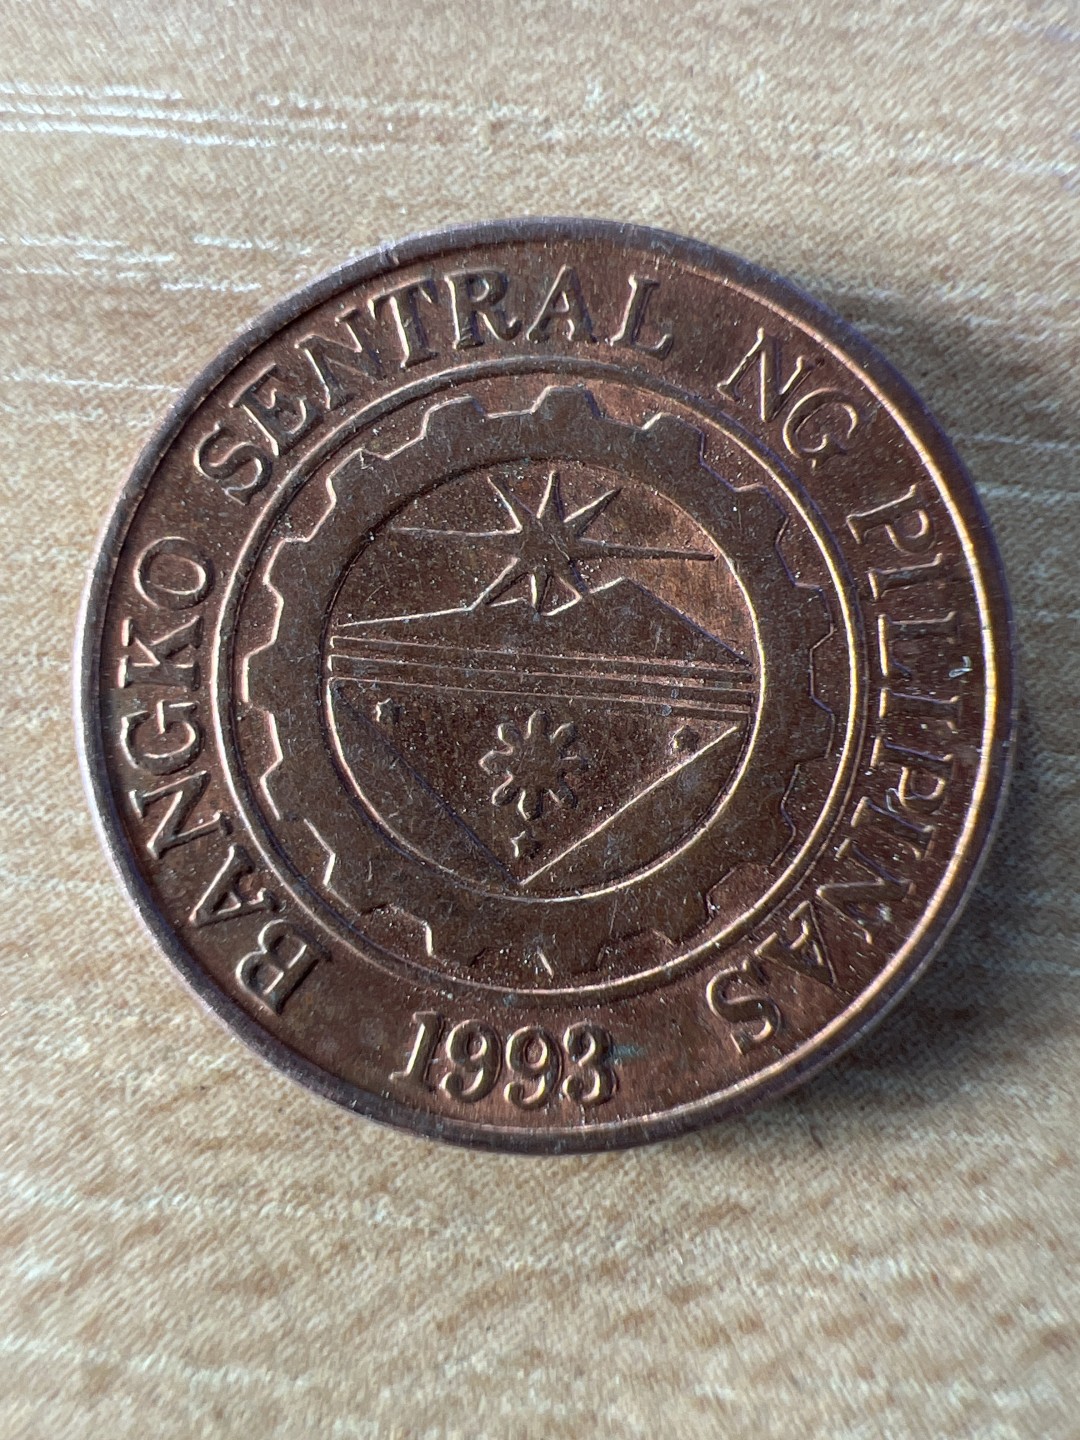 BANGKO SENTRAL NG PILIPINAS
1993